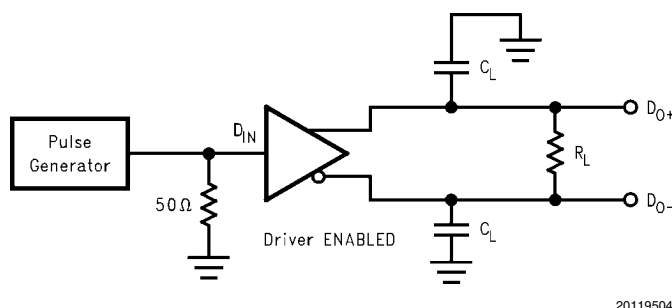 C_L
D_IN
D_O+
Pulse
Generator
R_L
50Ω
D_O-
Driver ENABLED
C_L
20119504